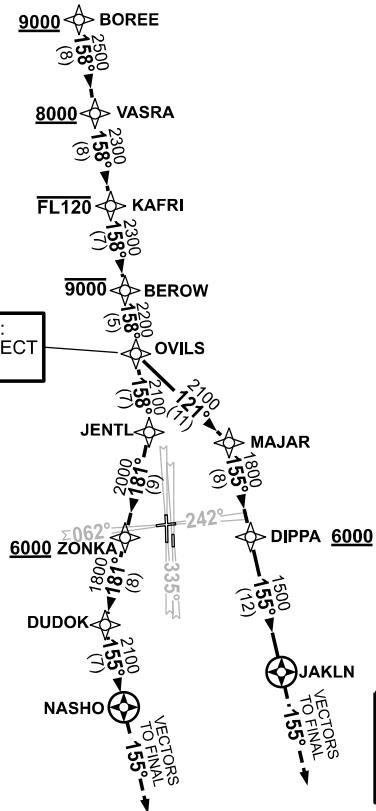 9000 BOREE
2500
158°
(8)
8000 VASRA
2300
158°
(8)
FL120 KAFRI
2300
158°
(7)
9000 BEROW
2200
158°
(5)
:
ECT
OVILS
2100
158°
(7)
2100
121°
(11)
JENTL
MAJAR
2000
181°
(9)
1800
155°
(8)
062°
242°
335°
6000 ZONKA
DIPPA 6000
1800
181°
(8)
1500
155°
(12)
DUDOK
2100
155°
(7)
JAKLN
NASHO
VECTORS
TO FINAL
155°
VECTORS
TO FINAL
155°